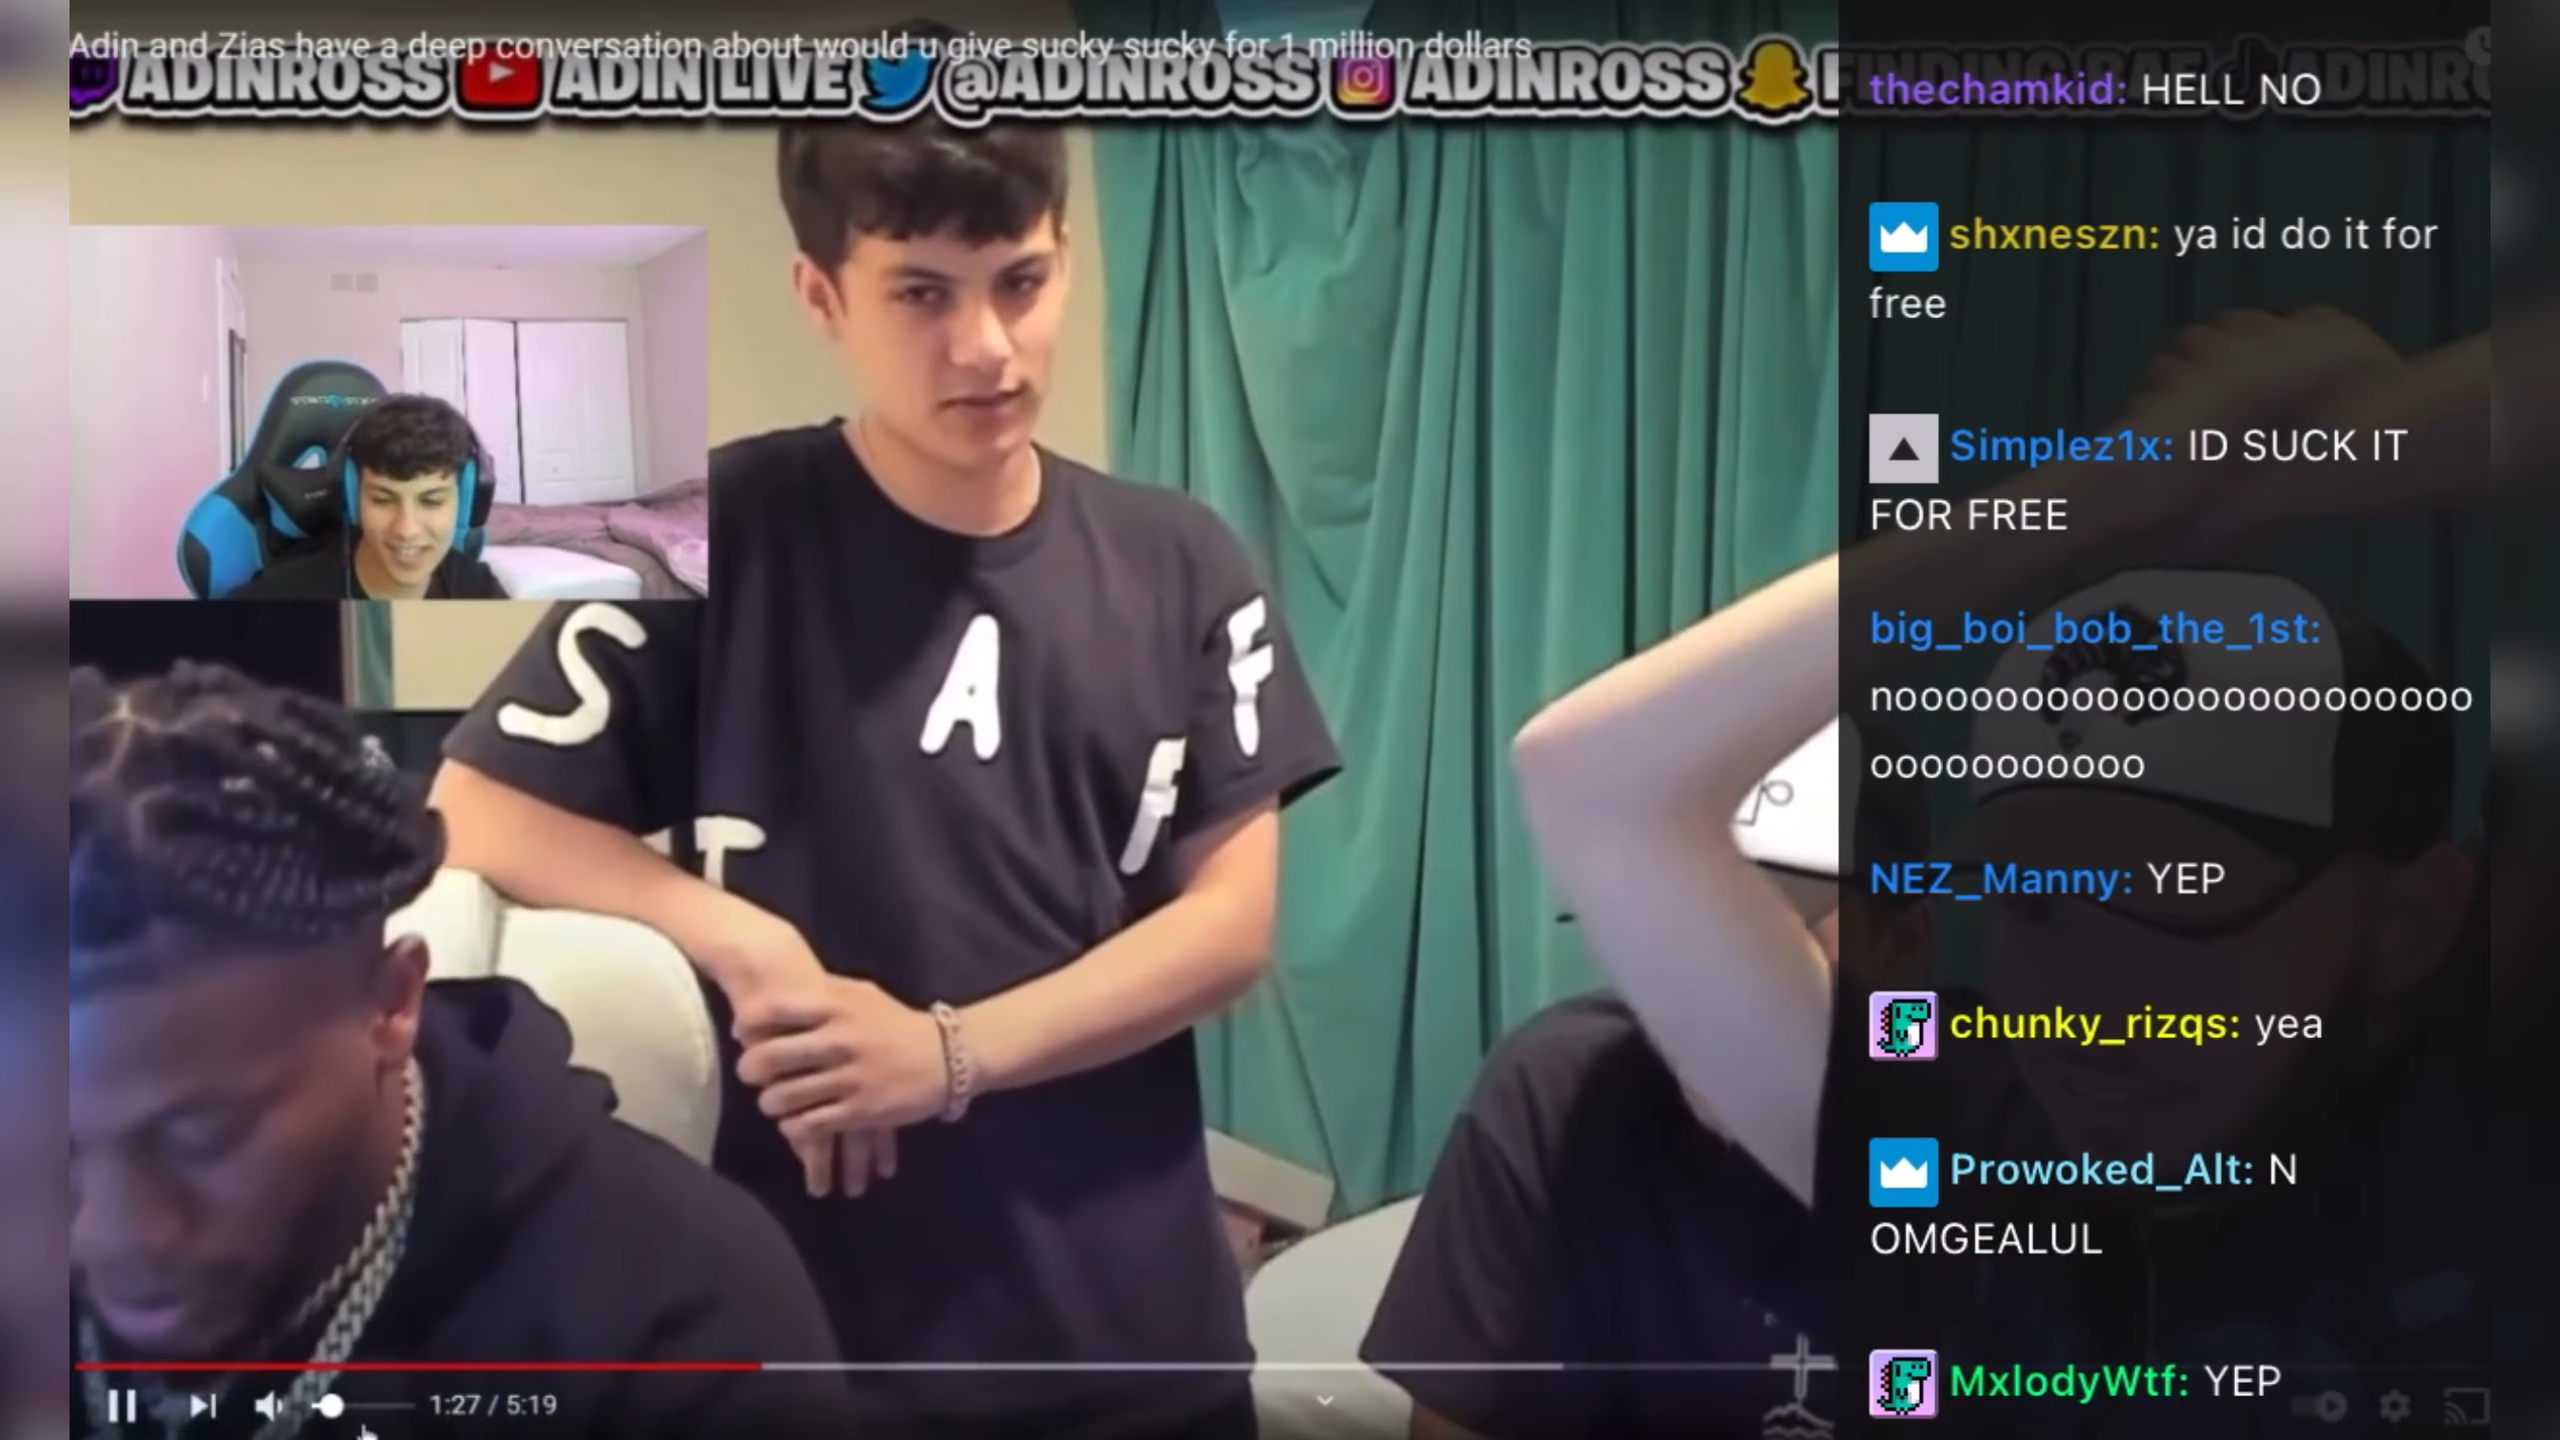 Adin and Zias have a deep conversation about would u give sucky sucky for 1 million dollars
ADINROSS ADIN LIVE @ADINROSS ADINROSS
S
A
F
F
T
1:27 / 5:19
thechamkid: HELL NO
shxneszn: ya id do it for
free
Simplez1x: ID SUCK IT
FOR FREE
big_boi_bob_the_1st:
nooooooooooooooooooooooo
ooooooooooo
NEZ_Manny: YEP
chunky_rizqs: yea
Prowoked_Alt: N
OMGEALUL
MxlodyWtf: YEP